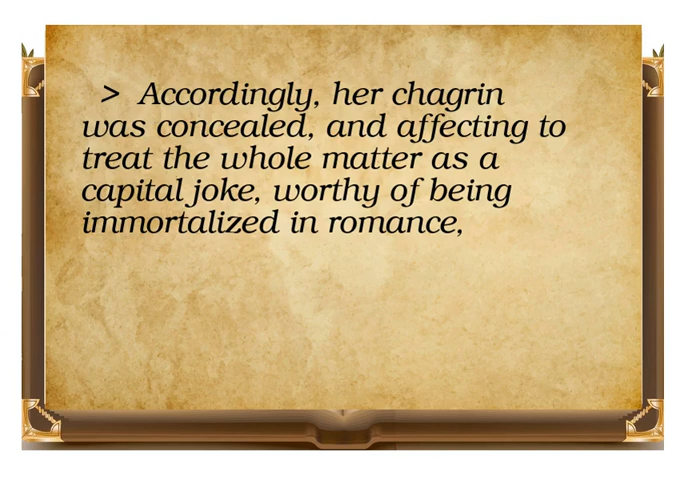 > Accordingly, her chagrin
was concealed, and affecting to
treat the whole matter as a
capital joke, worthy of being
immortalized in romance,